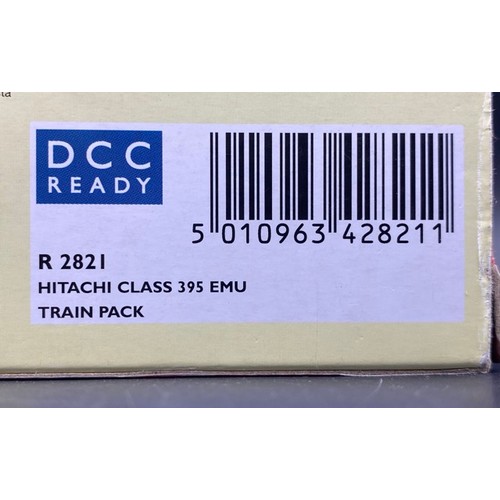 DCC
READY
5 010963 428211
R 2821
HITACHI CLASS 395 EMU
TRAIN PACK